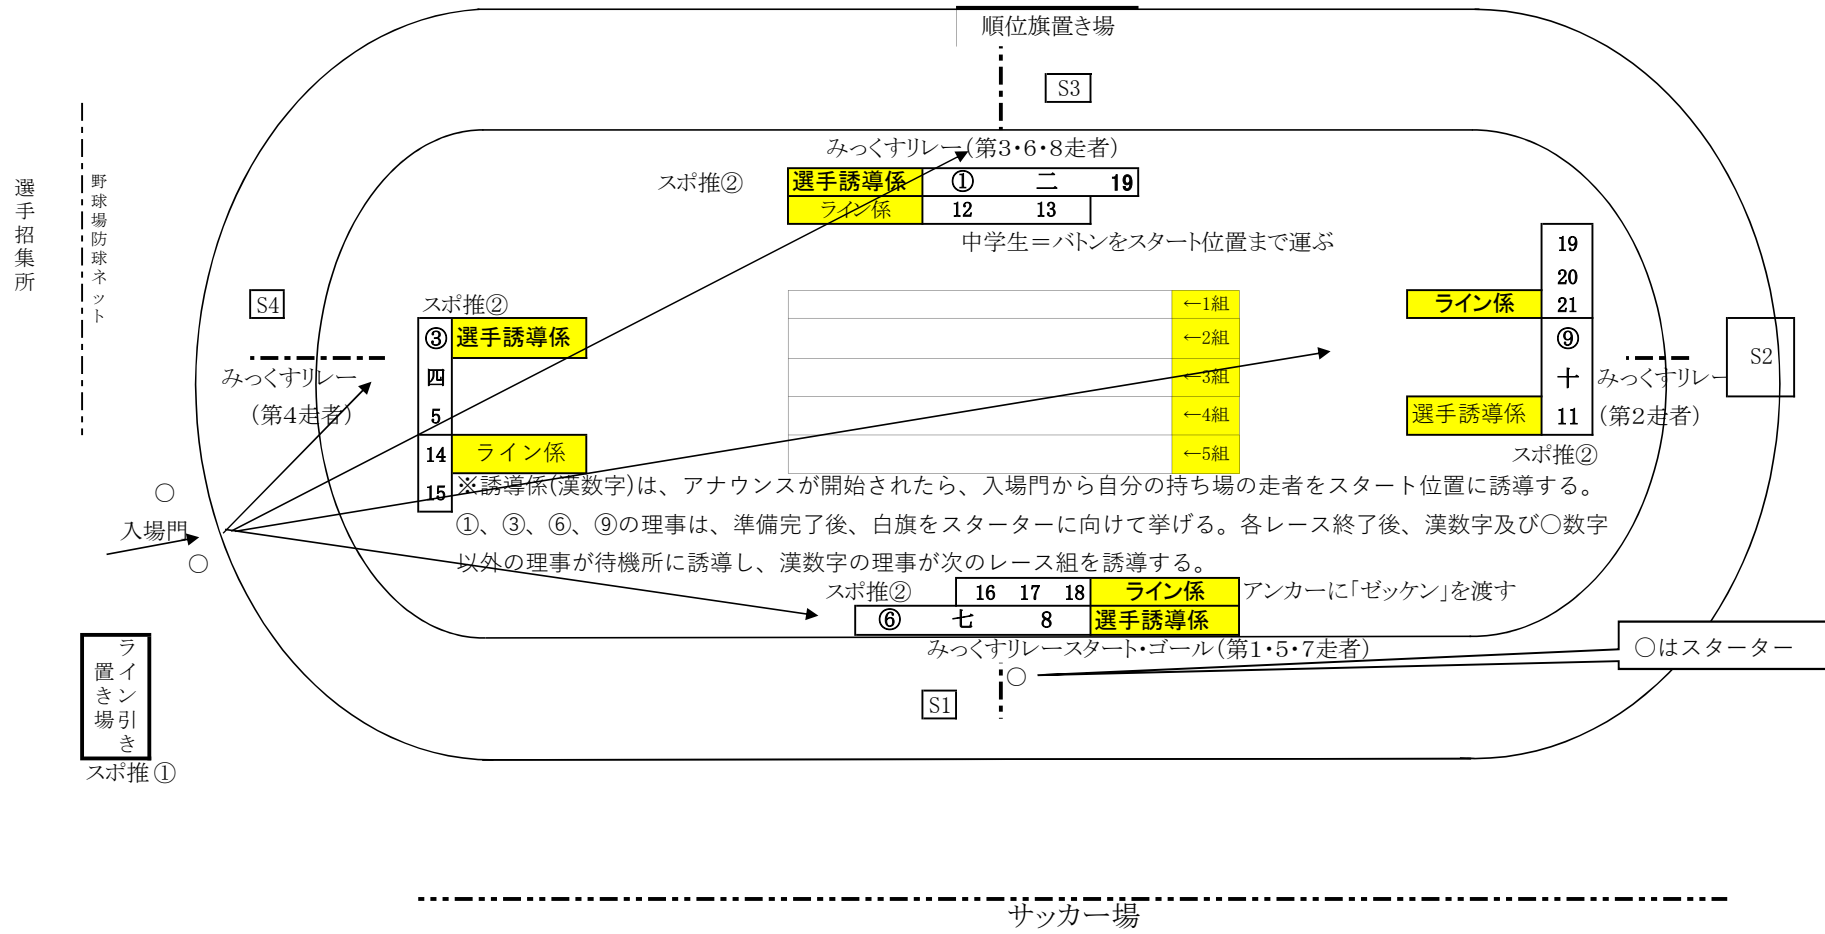 順位旗置き場
S3
選手招集所
野球場防球ネット
みっくすリレー(第3・6・8走者)
スポ推②
選手誘導係 ① 二 19
ライン係 12 13
中学生＝バトンをスタート位置まで運ぶ
19
20
ライン係 21
⑨
十
選手誘導係 11
スポ推②
みっくすリレー
(第2走者)
S2
S4
スポ推②
③ 選手誘導係
四
5
14 ライン係
15
みっくすリレー
(第4走者)
←1組
←2組
←3組
←4組
←5組
※誘導係(漢数字)は、アナウンスが開始されたら、入場門から自分の持ち場の走者をスタート位置に誘導する。
①、③、⑥、⑨の理事は、準備完了後、白旗をスターターに向けて挙げる。各レース終了後、漢数字及び○数字
以外の理事が待機所に誘導し、漢数字の理事が次のレース組を誘導する。
○
入場門
○
スポ推②
16 17 18 ライン係
アンカーに「ゼッケン」を渡す
⑥ 七 8 選手誘導係
みっくすリレースタート・ゴール(第1・5・7走者)
○はスターター
○
S1
ライン引き
置き場
スポ推①
サッカー場